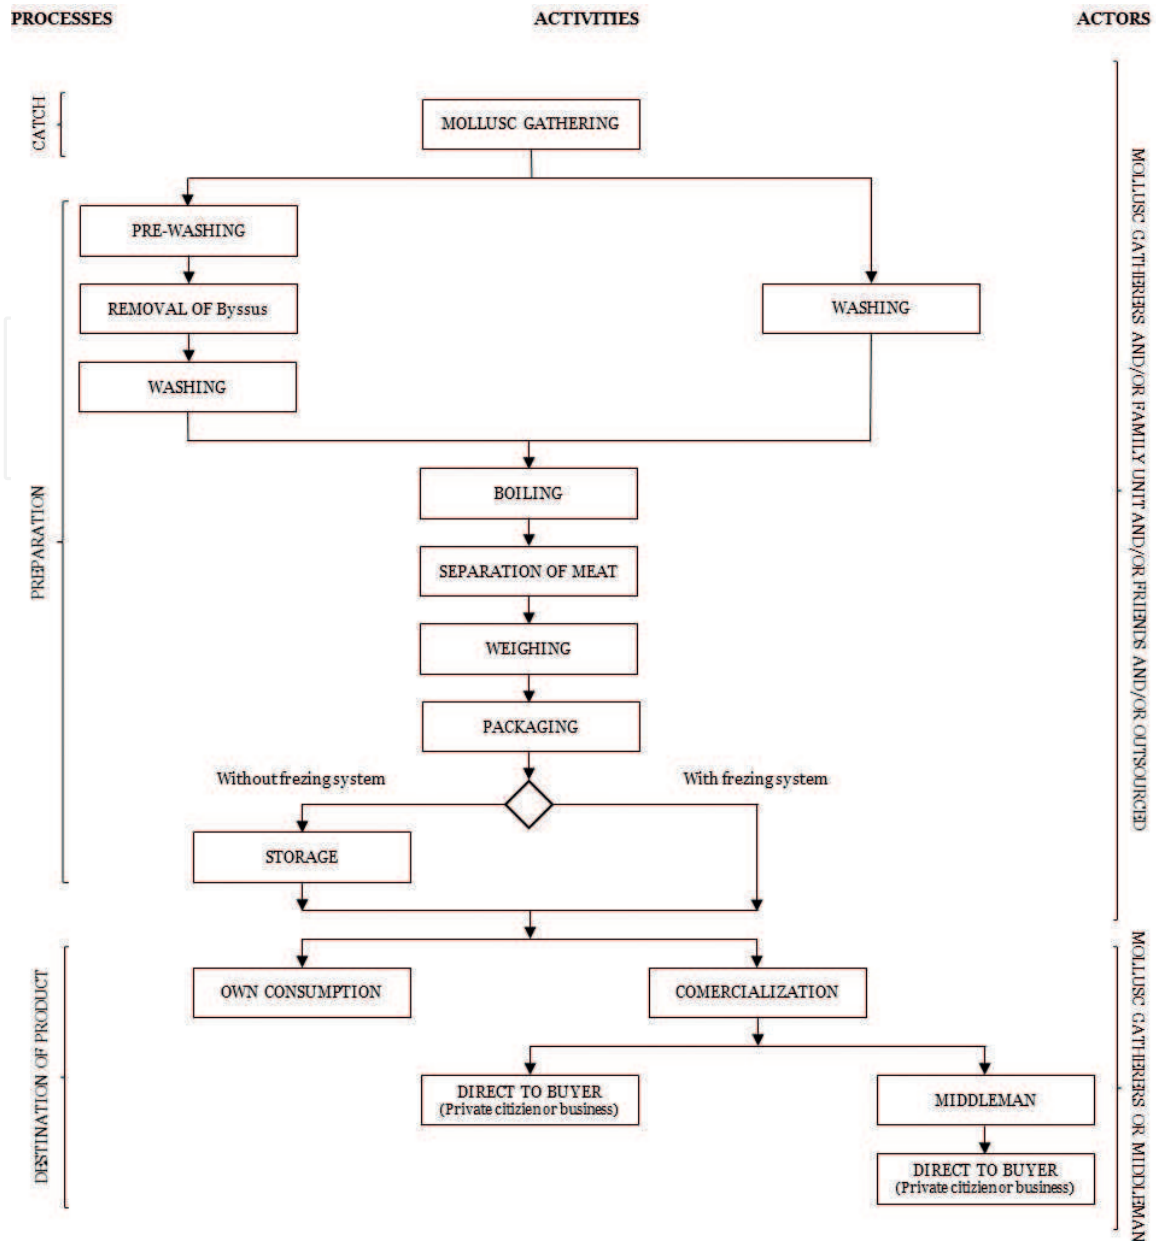 PROCESSES
ACTIVITIES
ACTORS
CATCH
MOLLUSC GATHERING
PRE-WASHING
REMOVAL OF Byssus
WASHING
WASHING
PREPARATION
BOILING
SEPARATION OF MEAT
WEIGHING
PACKAGING
Without frezing system
With frezing system
STORAGE
MOLLUSC GATHERERS AND/OR FAMILY UNIT AND/OR FRIENDS AND/OR OUTSOURCED
DESTINATION OF PRODUCT
OWN CONSUMPTION
COMERCIALIZATION
DIRECT TO BUYER
(Private citizien or business)
MIDDLEMAN
DIRECT TO BUYER
(Private citizien or business)
MOLLUSC GATHERERS OR MIDDLEMAN